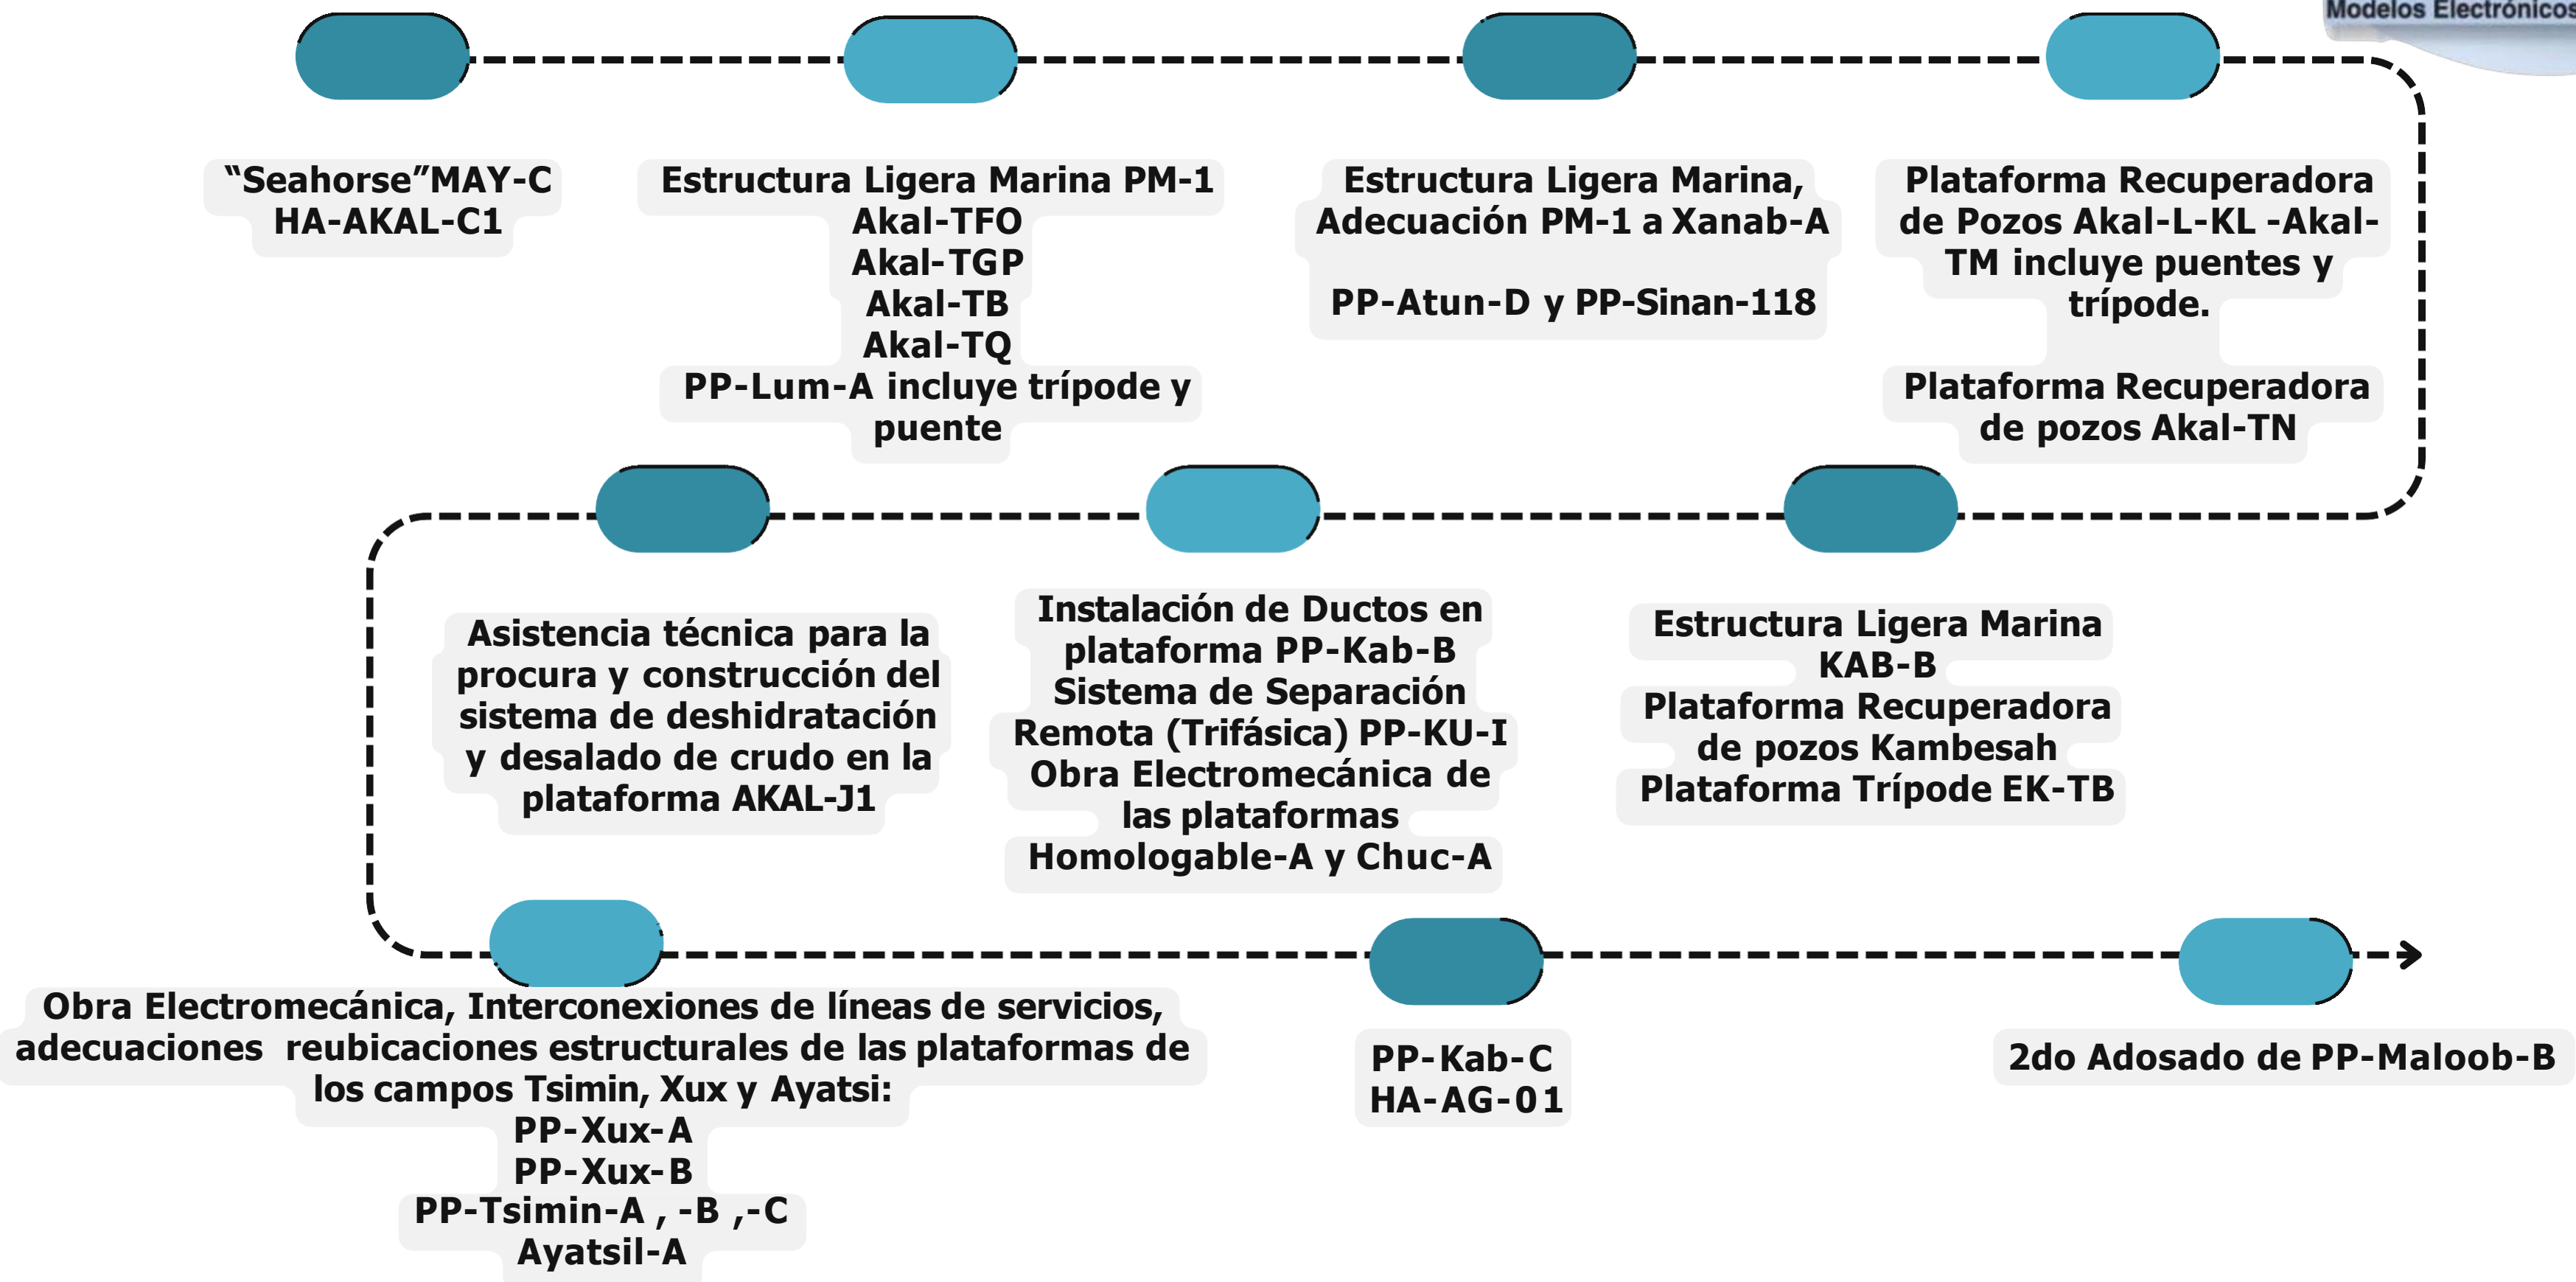 Modelos Electrónicos
"Seahorse"MAY-C
HA-AKAL-C1
Estructura Ligera Marina PM-1
Akal-TFO
Akal-TGP
Akal-TB
Akal-TQ
PP-Lum-A incluye trípode y
puente
Estructura Ligera Marina,
Adecuación PM-1 a Xanab-A
PP-Atun-D y PP-Sinan-118
Plataforma Recuperadora
de Pozos Akal-L-KL -Akal-
TM incluye puentes y
trípode.
Plataforma Recuperadora
de pozos Akal-TN
Asistencia técnica para la
procura y construcción del
sistema de deshidratación
y desalado de crudo en la
plataforma AKAL-J1
Instalación de Ductos en
plataforma PP-Kab-B
Sistema de Separación
Remota (Trifásica) PP-KU-I
Obra Electromecánica de
las plataformas
Homologable-A y Chuc-A
Estructura Ligera Marina
KAB-B
Plataforma Recuperadora
de pozos Kambesah
Plataforma Trípode EK-TB
Obra Electromecánica, Interconexiones de líneas de servicios,
adecuaciones  reubicaciones estructurales de las plataformas de
los campos Tsimin, Xux y Ayatsi:
PP-Xux-A
PP-Xux-B
PP-Tsimin-A , -B ,-C
Ayatsil-A
PP-Kab-C
HA-AG-01
2do Adosado de PP-Maloob-B